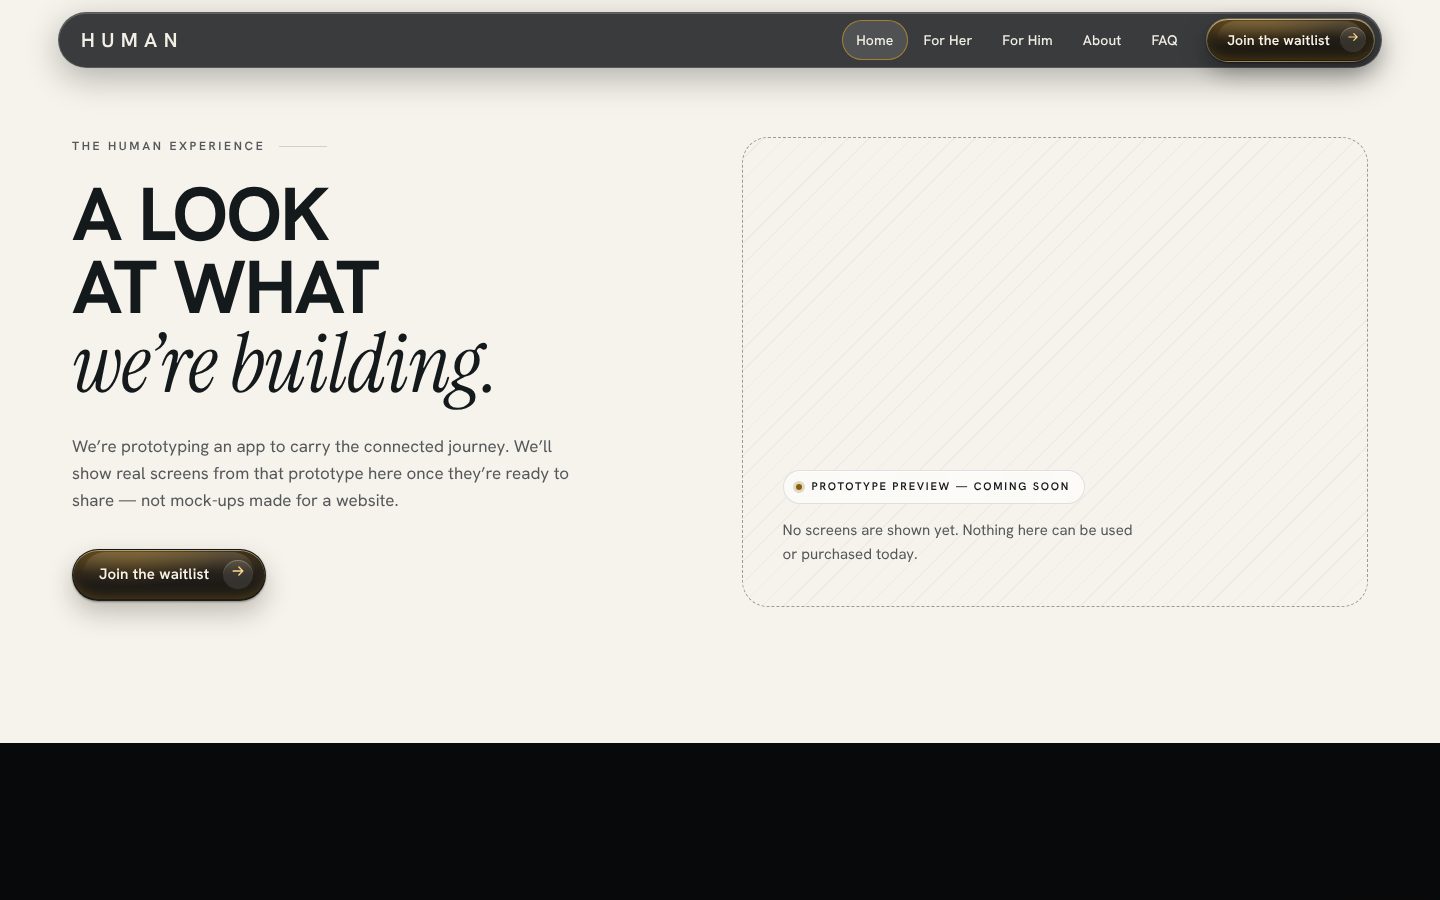 HUMAN
Home
For Her
For Him
About
FAQ
Join the waitlist
THE HUMAN EXPERIENCE
A LOOK
AT WHAT
we’re building.
We’re prototyping an app to carry the connected journey. We’ll
show real screens from that prototype here once they’re ready to
share — not mock-ups made for a website.
Join the waitlist
PROTOTYPE PREVIEW — COMING SOON
No screens are shown yet. Nothing here can be used
or purchased today.